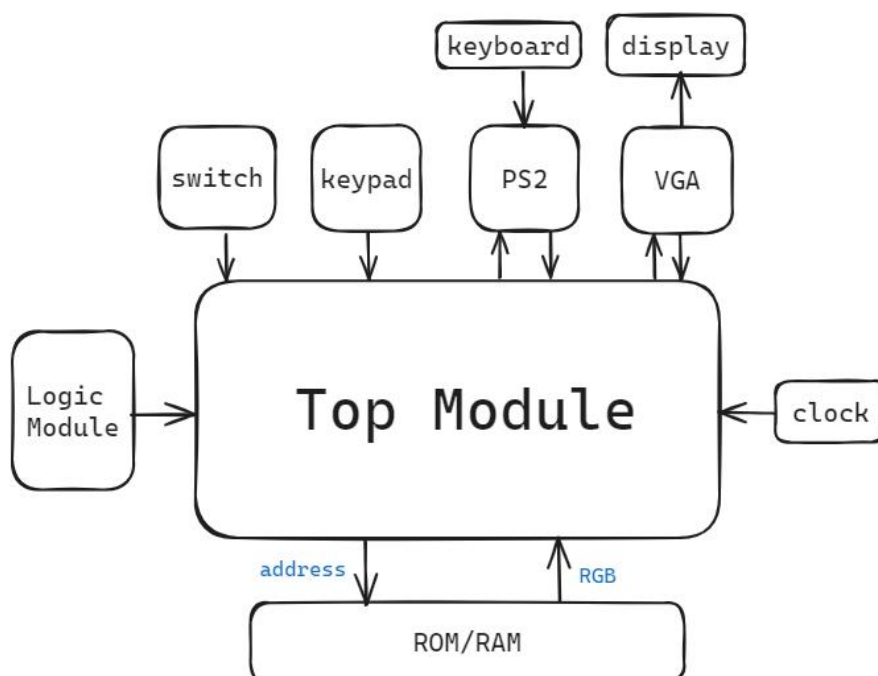 keyboard
display
switch
keypad
PS2
VGA
Logic
Module
Top Module
clock
address
RGB
ROM/RAM